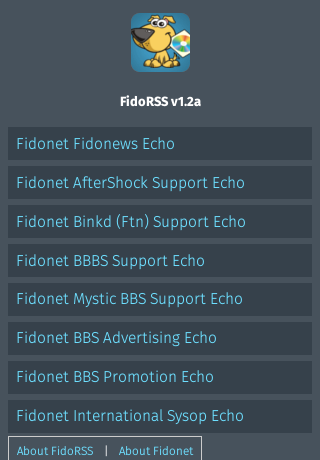 FidoRSS v1.2a
Fidonet Fidonews Echo
Fidonet AfterShock Support Echo
Fidonet Binkd (Ftn) Support Echo
Fidonet BBBS Support Echo
Fidonet Mystic BBS Support Echo
Fidonet BBS Advertising Echo
Fidonet BBS Promotion Echo
Fidonet International Sysop Echo
About FidoRSS | About Fidonet